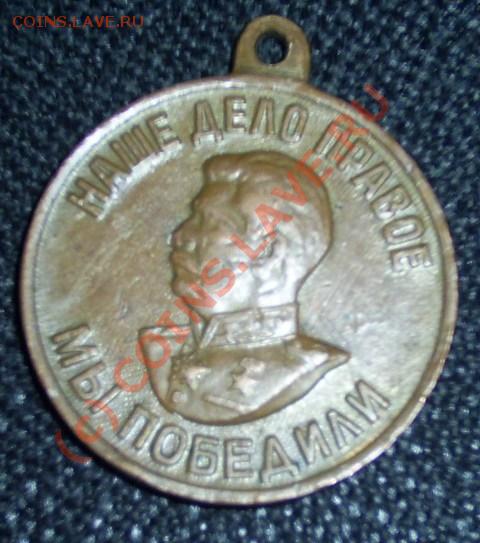 COINS.LAVE.RU
НАШЕ ДЕЛО ПРАВОЕ
МЫ ПОБЕДИЛИ
(c) COINS.LAVE.RU